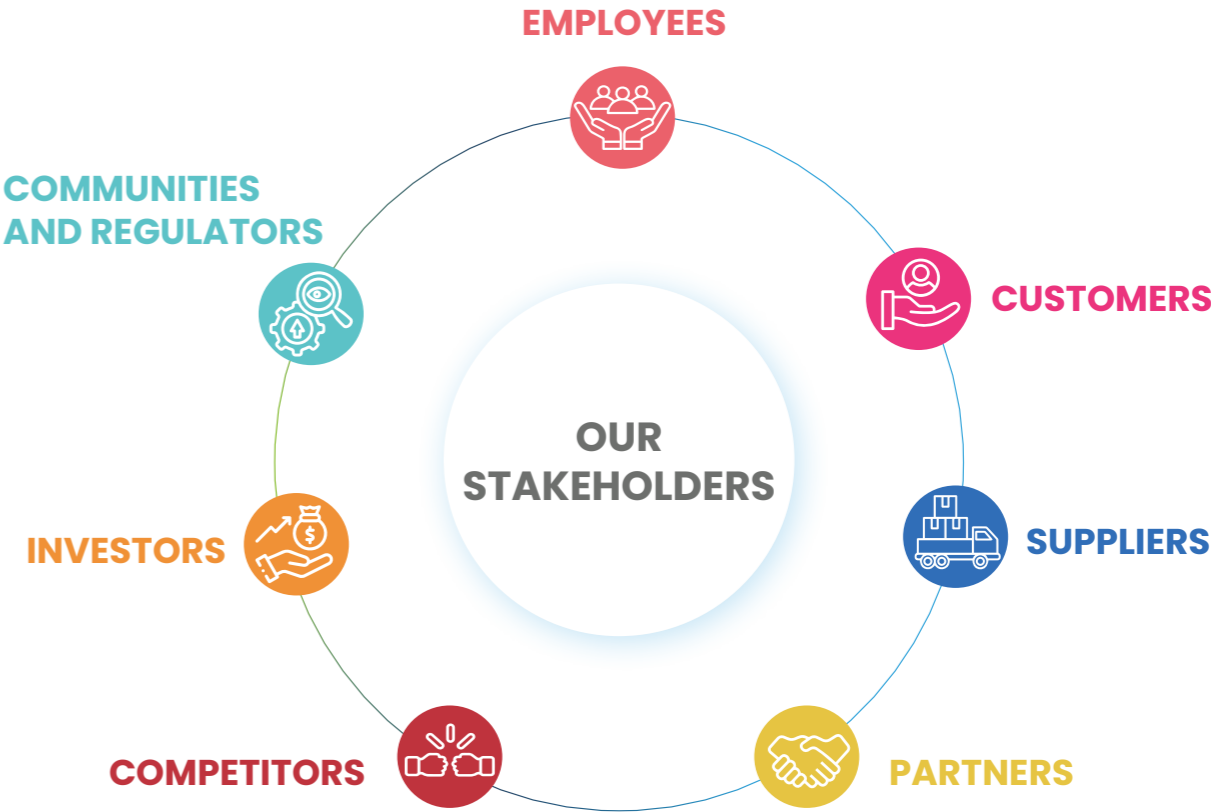 EMPLOYEES
COMMUNITIES
AND REGULATORS
CUSTOMERS
OUR
STAKEHOLDERS
INVESTORS
$
SUPPLIERS
COMPETITORS
PARTNERS